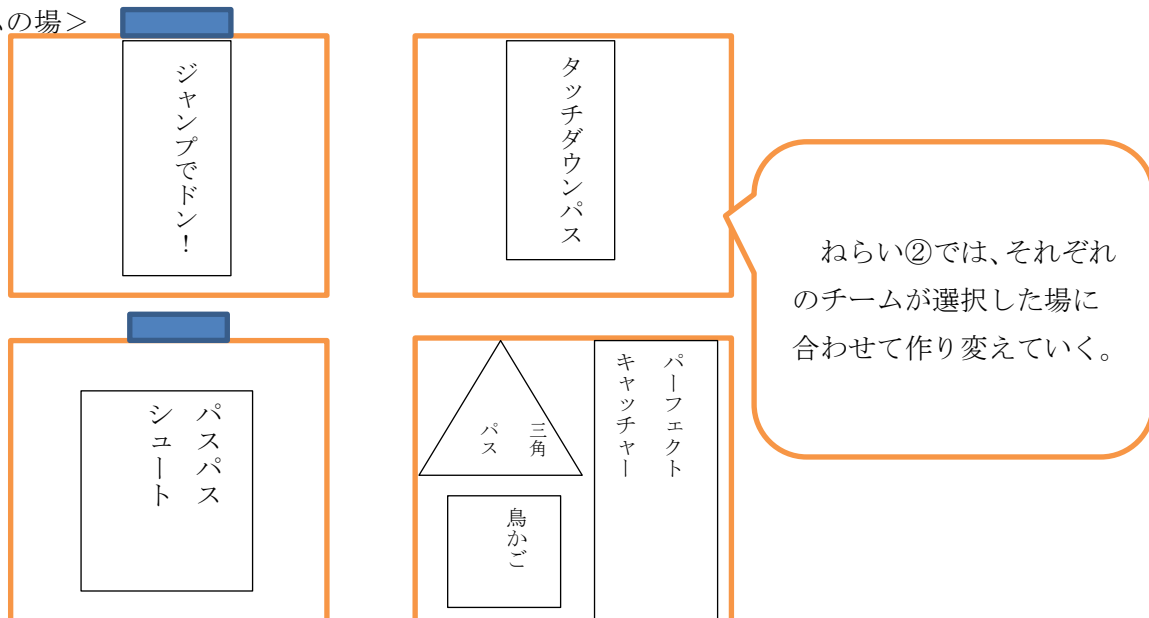 ムの場＞
ジャンプでドン！
タッチダウンパス
ねらい②では、それぞれ
のチームが選択した場に
合わせて作り変えていく。
パスパス
シュート
三角
パス
パーフェクト
キャッチャー
鳥かご